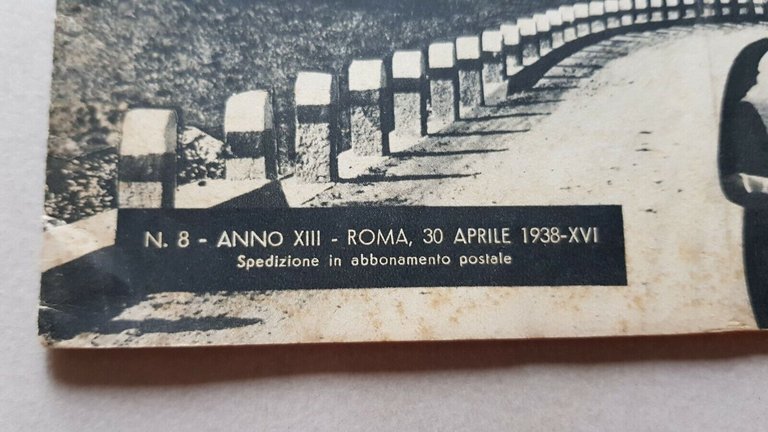 N. 8 - ANNO XIII - ROMA, 30 APRILE 1938-XVI
Spedizione in abbonamento postale